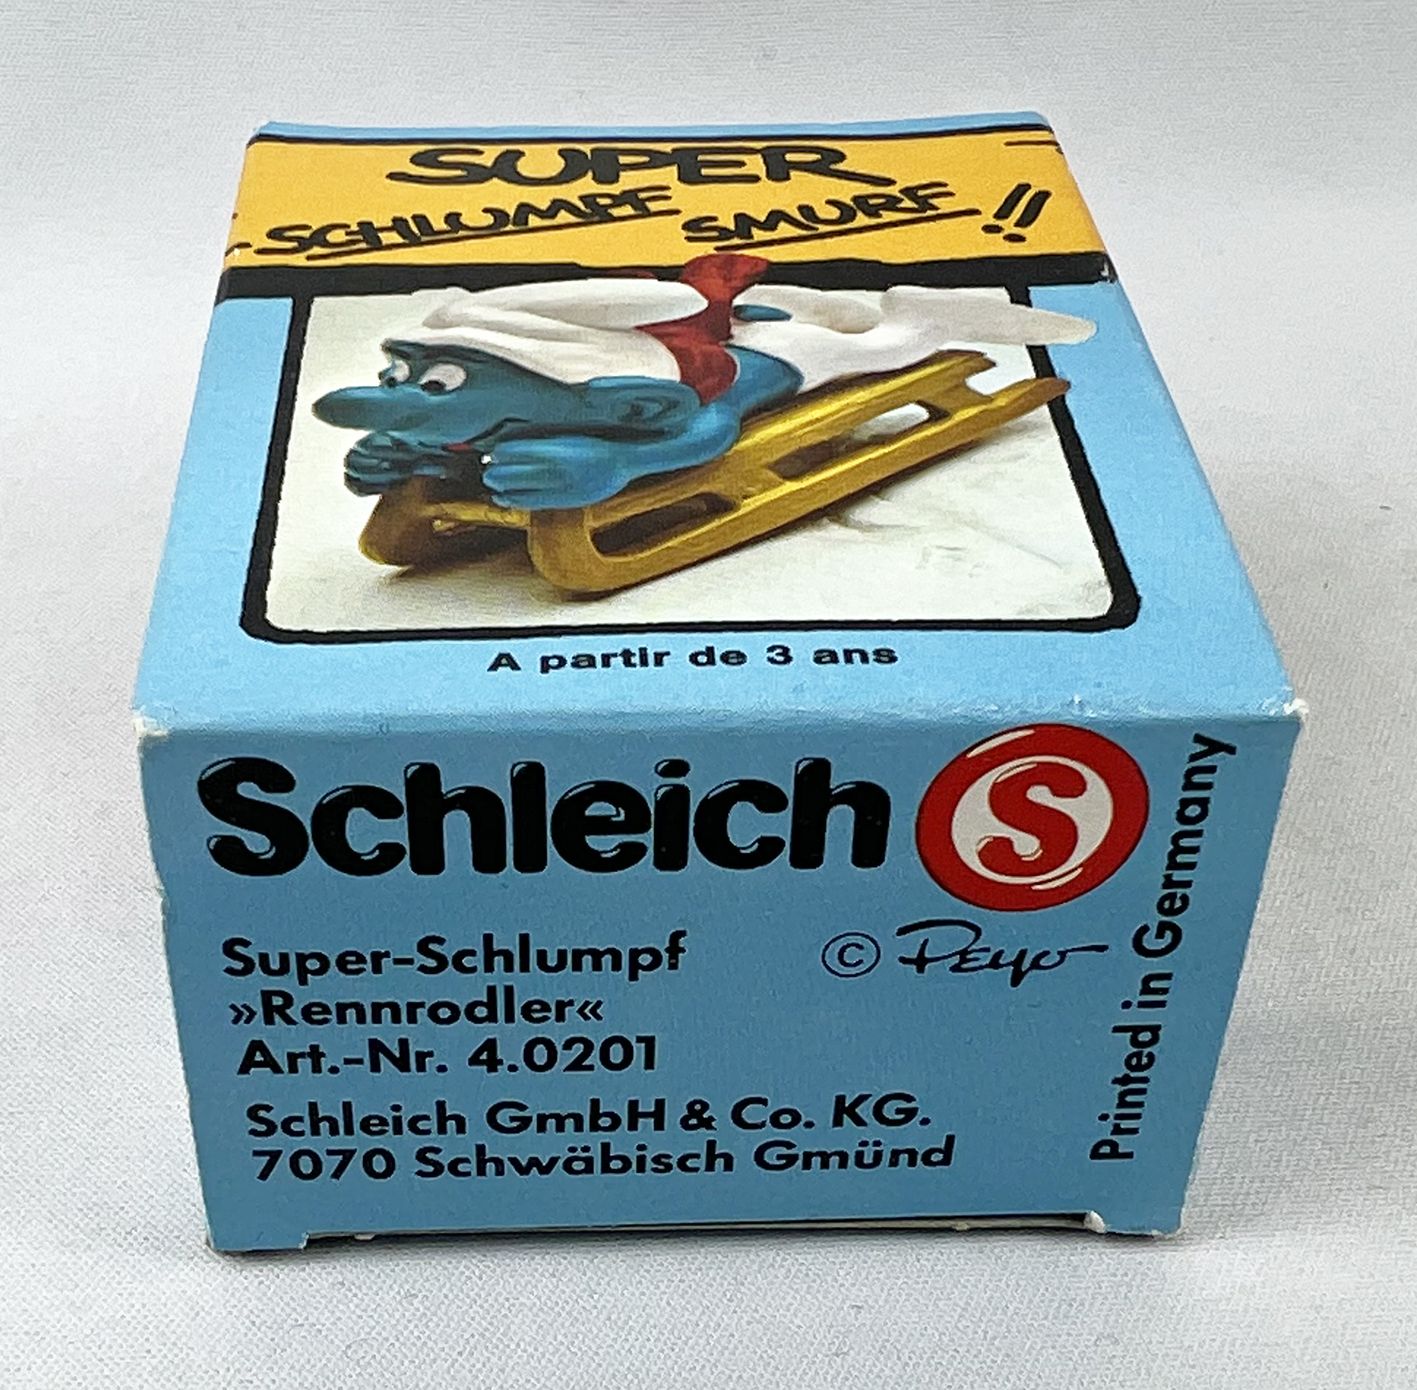 SUPER
SCHLUMPF SMURF !!
A partir de 3 ans
Schleich S
Super-Schlumpf
»Rennrodler«
Art.-Nr. 4.0201
© Peyo
Schleich GmbH & Co. KG.
7070 Schwäbisch Gmünd
Printed in Germany